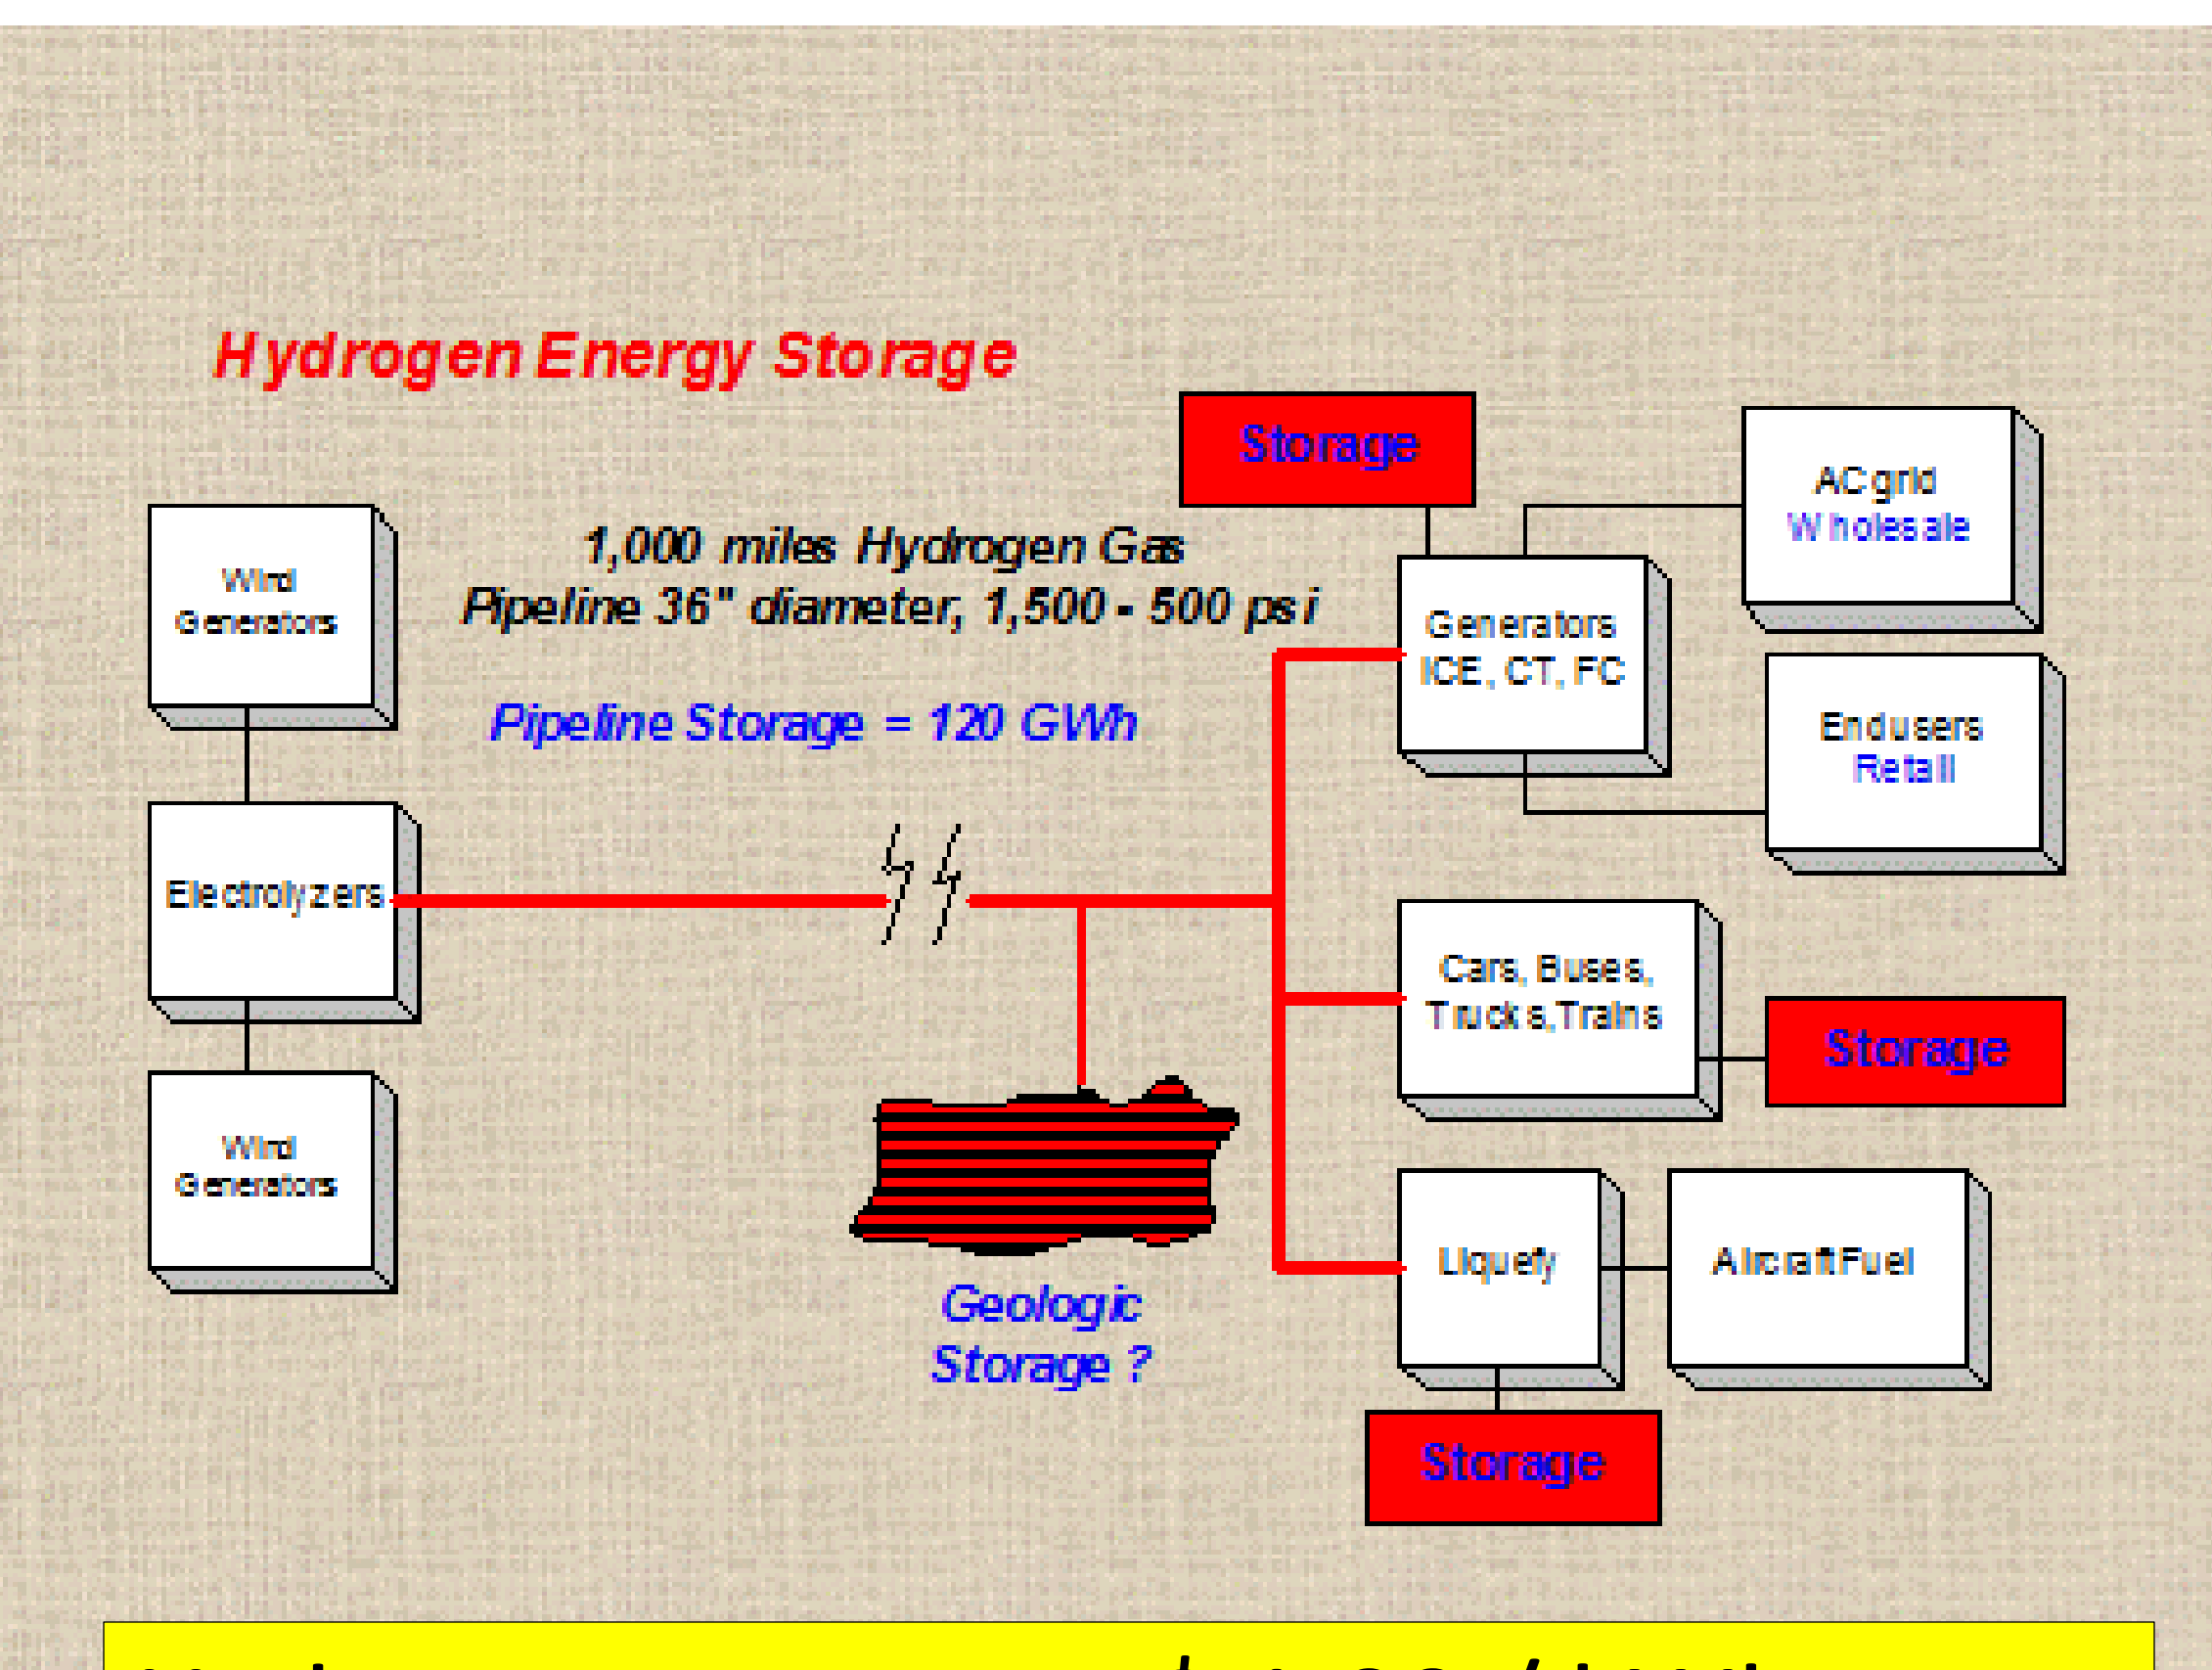 Hydrogen Energy Storage
Storage
AC grid
Wholesale
Wind
Generators
1,000 miles Hydrogen Gas
Pipeline 36" diameter, 1,500 - 500 psi
Pipeline Storage = 120 GWh
Generators
ICE, CT, FC
End users
Retail
Electrolyzers
Cars, Buses,
Trucks, Trains
Storage
Wind
Generators
Liquefy
Aircraft Fuel
Geologic
Storage ?
Storage